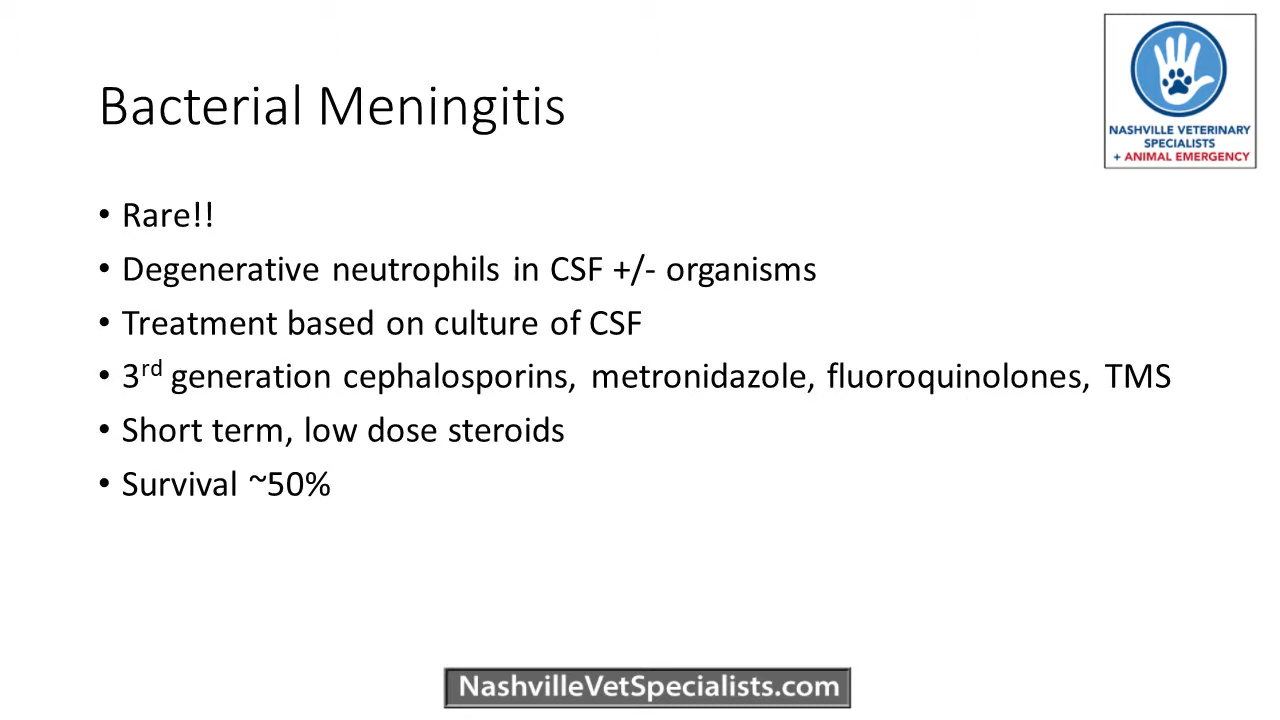 NASHVILLE VETERINARY
SPECIALISTS
+ ANIMAL EMERGENCY
Bacterial Meningitis
• Rare!!
• Degenerative neutrophils in CSF +/- organisms
• Treatment based on culture of CSF
• 3rd generation cephalosporins, metronidazole, fluoroquinolones, TMS
• Short term, low dose steroids
• Survival ~50%
NashvilleVetSpecialists.com